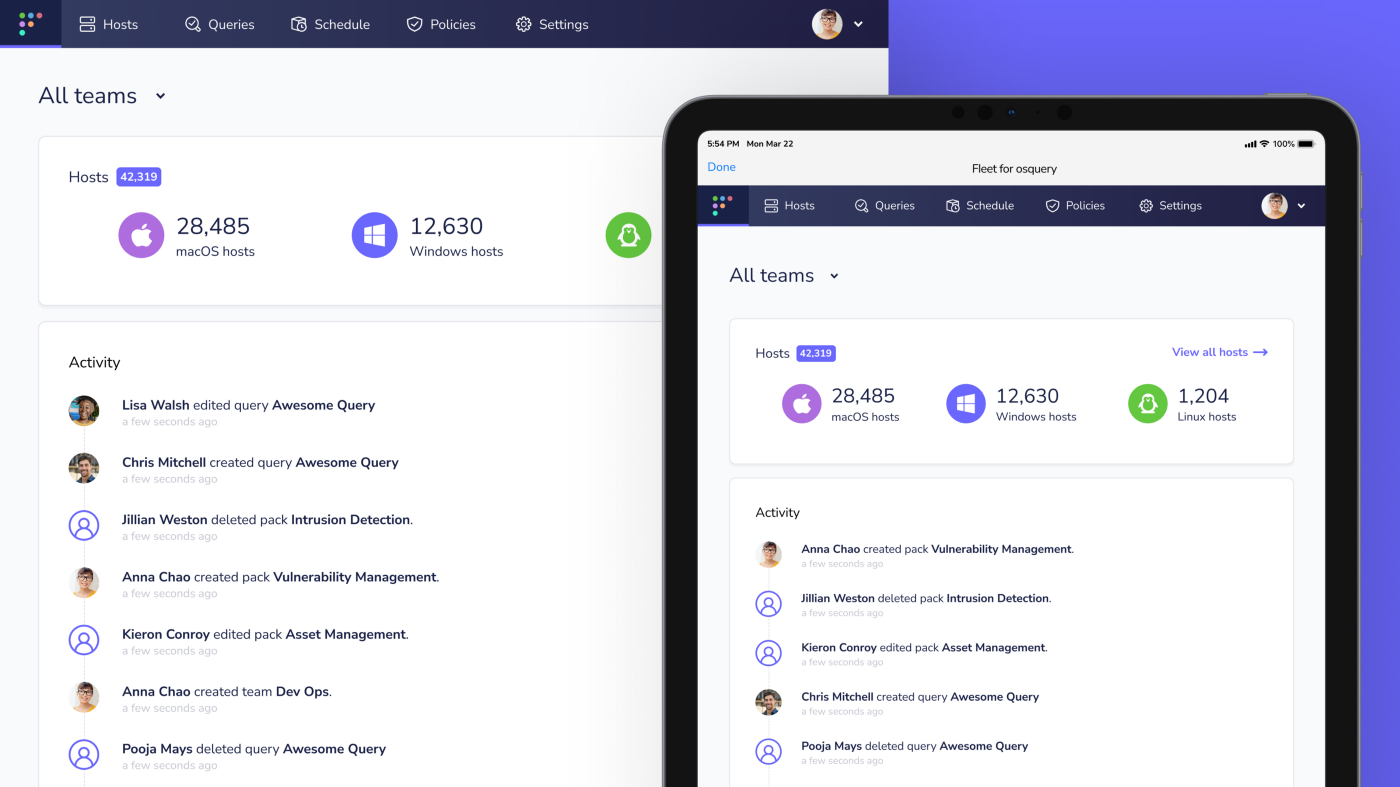 Hosts
Queries
Schedule
Policies
Settings
All teams
Hosts 42,319
28,485
macOS hosts
12,630
Windows hosts
Activity
Lisa Walsh edited query Awesome Query
a few seconds ago
Chris Mitchell created query Awesome Query
a few seconds ago
Jillian Weston deleted pack Intrusion Detection.
a few seconds ago
Anna Chao created pack Vulnerability Management.
a few seconds ago
Kieron Conroy edited pack Asset Management.
a few seconds ago
Anna Chao created team Dev Ops.
a few seconds ago
Pooja Mays deleted query Awesome Query
a few seconds ago
5:54 PM Mon Mar 22
100%
Done
Fleet for osquery
Hosts
Queries
Schedule
Policies
Settings
All teams
Hosts 42,319
View all hosts
28,485
macOS hosts
12,630
Windows hosts
1,204
Linux hosts
Activity
Anna Chao created pack Vulnerability Management.
a few seconds ago
Jillian Weston deleted pack Intrusion Detection.
a few seconds ago
Kieron Conroy edited pack Asset Management.
a few seconds ago
Chris Mitchell created query Awesome Query
a few seconds ago
Pooja Mays deleted query Awesome Query
a few seconds ago